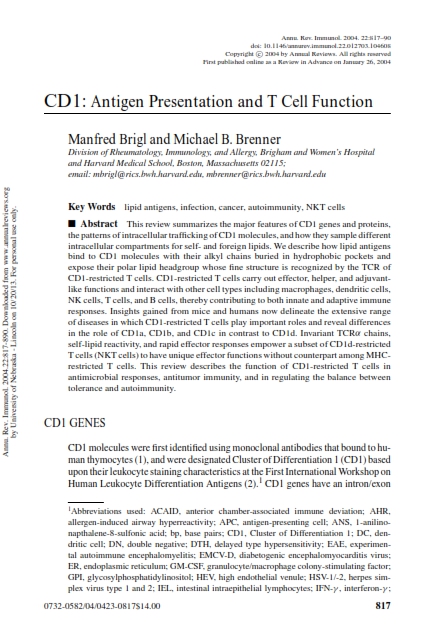 Annu. Rev. Immunol. 2004. 22:817–90
doi: 10.1146/annurev.immunol.22.012703.104608
Copyright © 2004 by Annual Reviews. All rights reserved
First published online as a Review in Advance on January 26, 2004
CD1: Antigen Presentation and T Cell Function
Manfred Brigl and Michael B. Brenner
Division of Rheumatology, Immunology, and Allergy, Brigham and Women's Hospital
and Harvard Medical School, Boston, Massachusetts 02115;
email: mbrigl@rics.bwh.harvard.edu, mbrenner@rics.bwh.harvard.edu
Key Words lipid antigens, infection, cancer, autoimmunity, NKT cells
■ Abstract This review summarizes the major features of CD1 genes and proteins,
the patterns of intracellular trafficking of CD1 molecules, and how they sample different
intracellular compartments for self- and foreign lipids. We describe how lipid antigens
bind to CD1 molecules with their alkyl chains buried in hydrophobic pockets and
expose their polar lipid headgroup whose fine structure is recognized by the TCR of
CD1-restricted T cells. CD1-restricted T cells carry out effector, helper, and adjuvant-
like functions and interact with other cell types including macrophages, dendritic cells,
NK cells, T cells, and B cells, thereby contributing to both innate and adaptive immune
responses. Insights gained from mice and humans now delineate the extensive range
of diseases in which CD1-restricted T cells play important roles and reveal differences
in the role of CD1a, CD1b, and CD1c in contrast to CD1d. Invariant TCRα chains,
self-lipid reactivity, and rapid effector responses empower a subset of CD1d-restricted
T cells (NKT cells) to have unique effector functions without counterpart among MHC-
restricted T cells. This review describes the function of CD1-restricted T cells in
antimicrobial responses, antitumor immunity, and in regulating the balance between
tolerance and autoimmunity.
CD1 GENES
CD1 molecules were first identified using monoclonal antibodies that bound to hu-
man thymocytes (1), and were designated Cluster of Differentiation 1 (CD1) based
upon their leukocyte staining characteristics at the First International Workshop on
Human Leukocyte Differentiation Antigens (2).¹ CD1 genes have an intron/exon
¹Abbreviations used: ACAID, anterior chamber-associated immune deviation; AHR,
allergen-induced airway hyperreactivity; APC, antigen-presenting cell; ANS, 1-anilino-
napthalene-8-sulfonic acid; bp, base pairs; CD1, Cluster of Differentiation 1; DC, den-
dritic cell; DN, double negative; DTH, delayed type hypersensitivity; EAE, experimen-
tal autoimmune encephalomyelitis; EMCV-D, diabetogenic encephalomyocarditis virus;
ER, endoplasmic reticulum; GM-CSF, granulocyte/macrophage colony-stimulating factor;
GPI, glycosylphosphatidylinositol; HEV, high endothelial venule; HSV-1/-2, herpes sim-
plex virus type 1 and 2; IEL, intestinal intraepithelial lymphocytes; IFN-γ, interferon-γ;
0732-0582/04/0423-0817$14.00
817
Annu. Rev. Immunol. 2004.22:817-890. Downloaded from www.annualreviews.org
by University of Nebraska - Lincoln on 10/20/13. For personal use only.